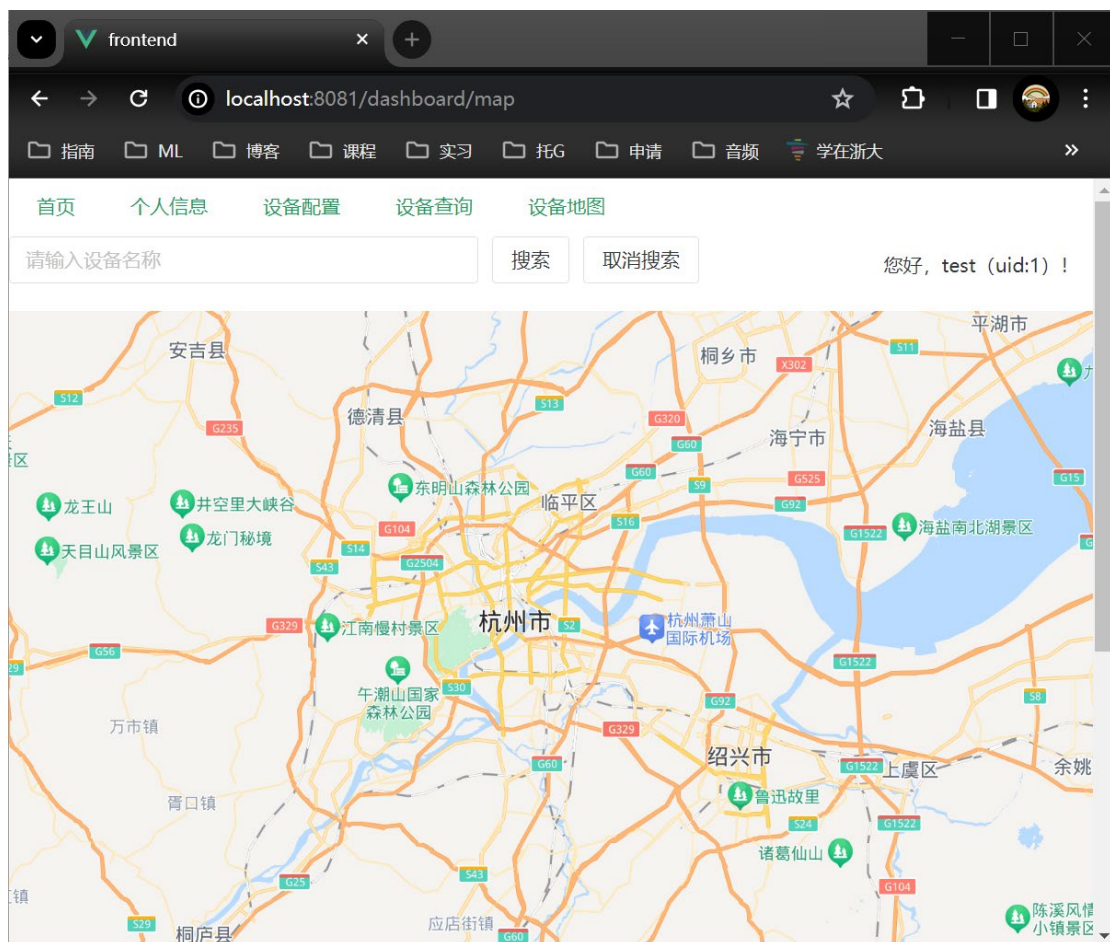 frontend
localhost:8081/dashboard/map
指南 ML 博客 课程 实习 托G 申请 音频 学在浙大 »
首页 个人信息 设备配置 设备查询 设备地图
请输入设备名称 搜索 取消搜索
您好，test（uid:1）！
平湖市
安吉县
桐乡市
S11
X302
S12
S13
德清县
G320
G235
海盐县
海宁市
G60
区
G60
G525
G15
东明山森林公园
S9
井空里大峡谷
临平区
龙王山
G92
G104
S16
海盐南北湖景区
龙门秘境
G1522
天目山风景区
S14
S43
G2504
杭州市
杭州萧山
国际机场
G329
江南慢村景区
S2
G56
G1522
29
午潮山国家
森林公园
S30
S8
G92
万市镇
G329
绍兴市
G60
G1522
上虞区
余姚
鲁迅故里
胥口镇
S24
G1522
诸葛仙山
S43
G25
G104
镇
陈溪风情
小镇景区
S29
应店街镇
桐庐县
G60